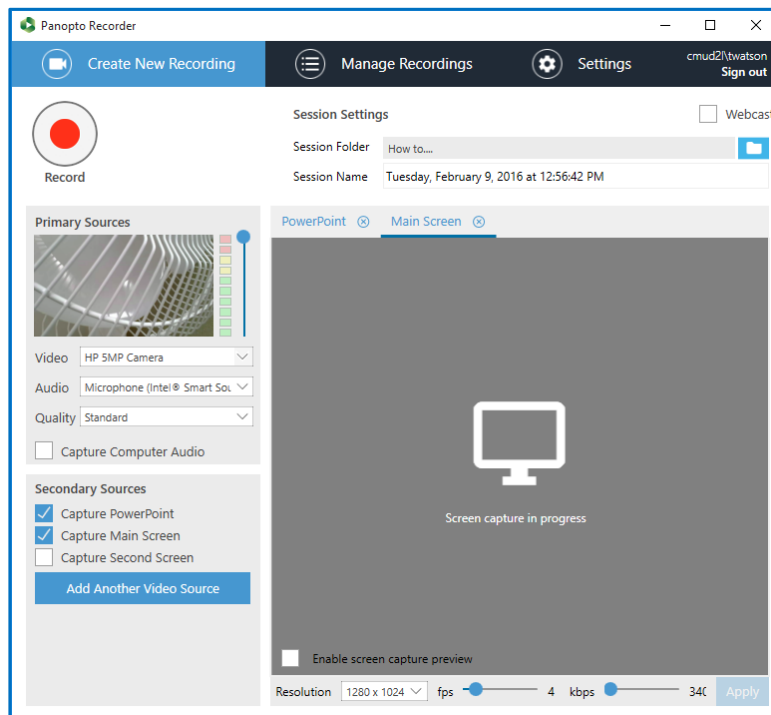 Panopto Recorder
Create New Recording
Manage Recordings
Settings
cmud2l\twatson
Sign out
Record
Session Settings
Webcast
Session Folder
How to....
Session Name
Tuesday, February 9, 2016 at 12:56:42 PM
Primary Sources
Video
HP 5MP Camera
Audio
Microphone (Intel® Smart Sou
Quality
Standard
Capture Computer Audio
Secondary Sources
Capture PowerPoint
Capture Main Screen
Capture Second Screen
Add Another Video Source
PowerPoint
Main Screen
Screen capture in progress
Enable screen capture preview
Resolution 1280 x 1024 fps 4 kbps 340 Apply